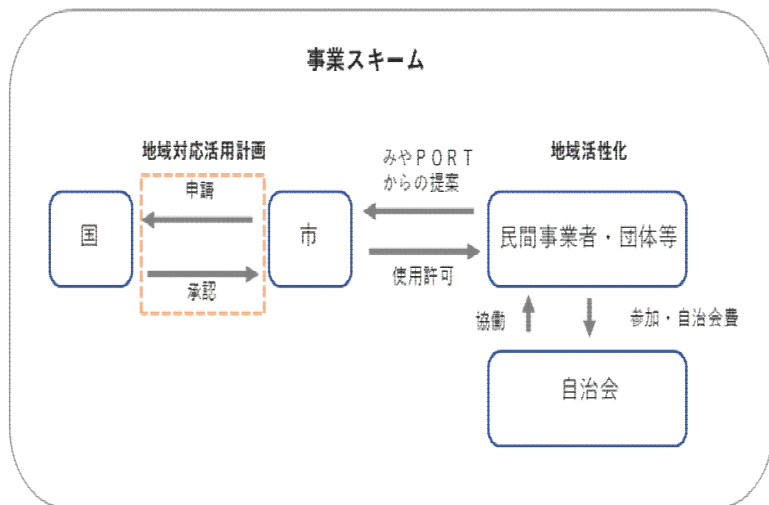 事業スキーム
地域対応活用計画
みやPORT
からの提案
地域活性化
申請
国
市
民間事業者・団体等
承認
使用許可
協働
参加・自治会費
自治会